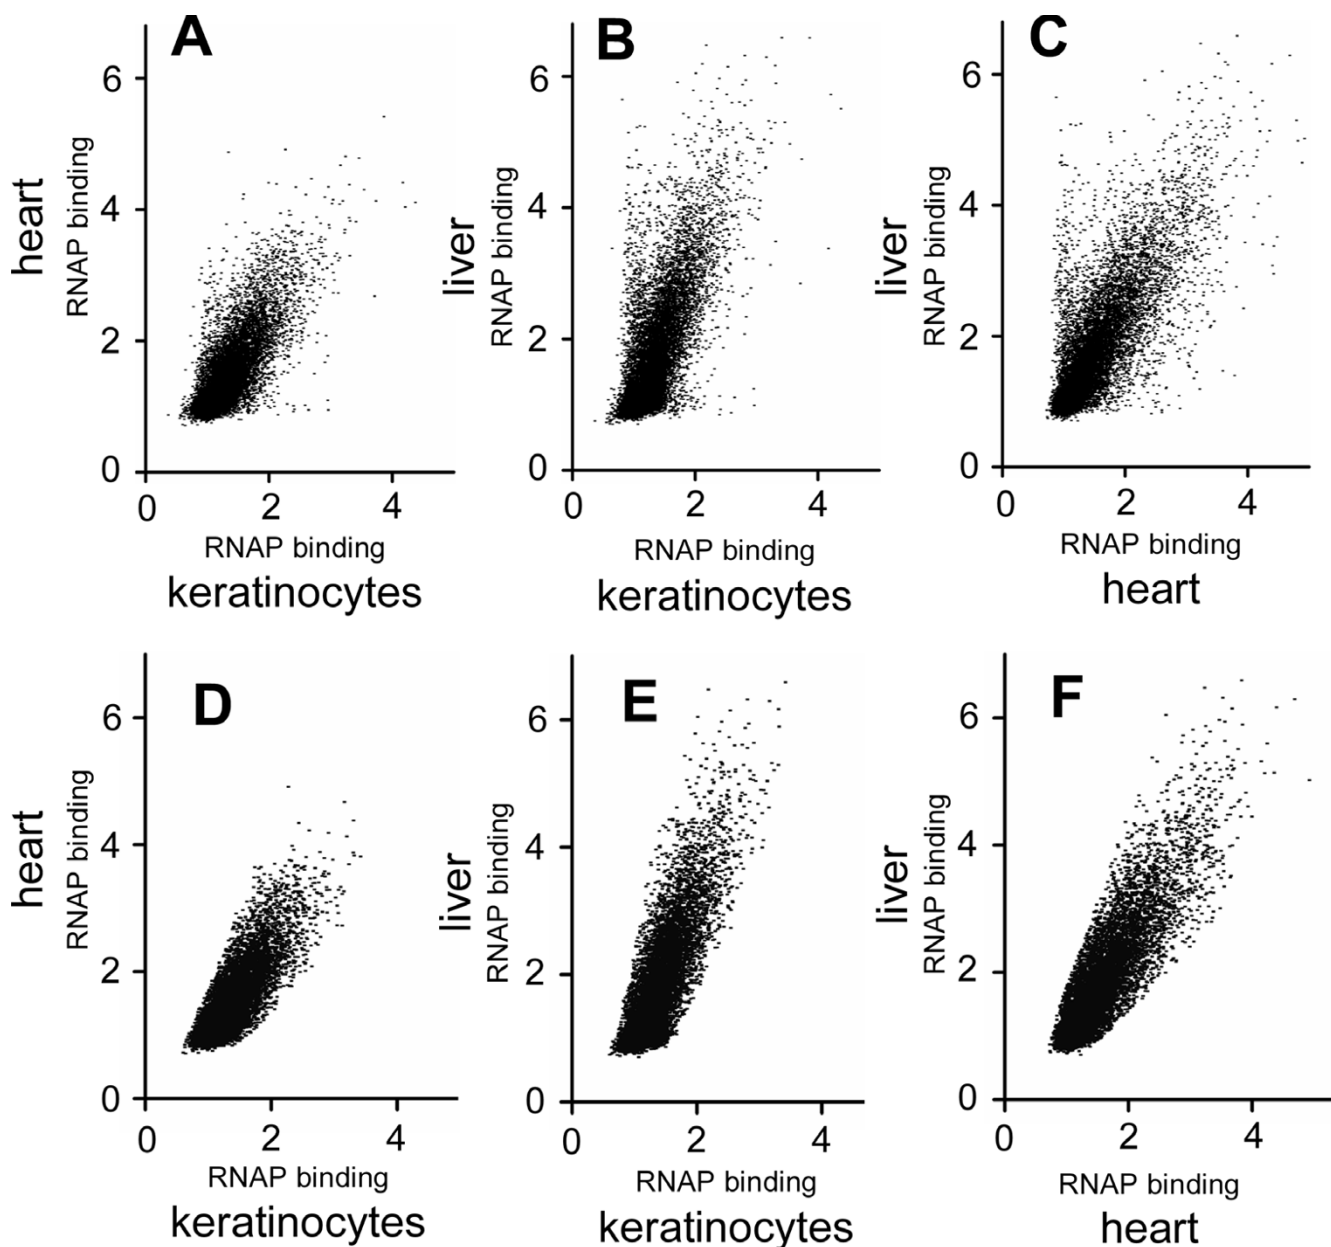 A
B
C
6
4
2
0
heart
RNAP binding
0
2
4
RNAP binding
keratinocytes
6
4
2
0
liver
RNAP binding
0
2
4
RNAP binding
keratinocytes
6
4
2
0
liver
RNAP binding
0
2
4
RNAP binding
heart
D
E
F
6
4
2
0
heart
RNAP binding
0
2
4
RNAP binding
keratinocytes
6
4
2
0
liver
RNAP binding
0
2
4
RNAP binding
keratinocytes
6
4
2
0
liver
RNAP binding
0
2
4
RNAP binding
heart